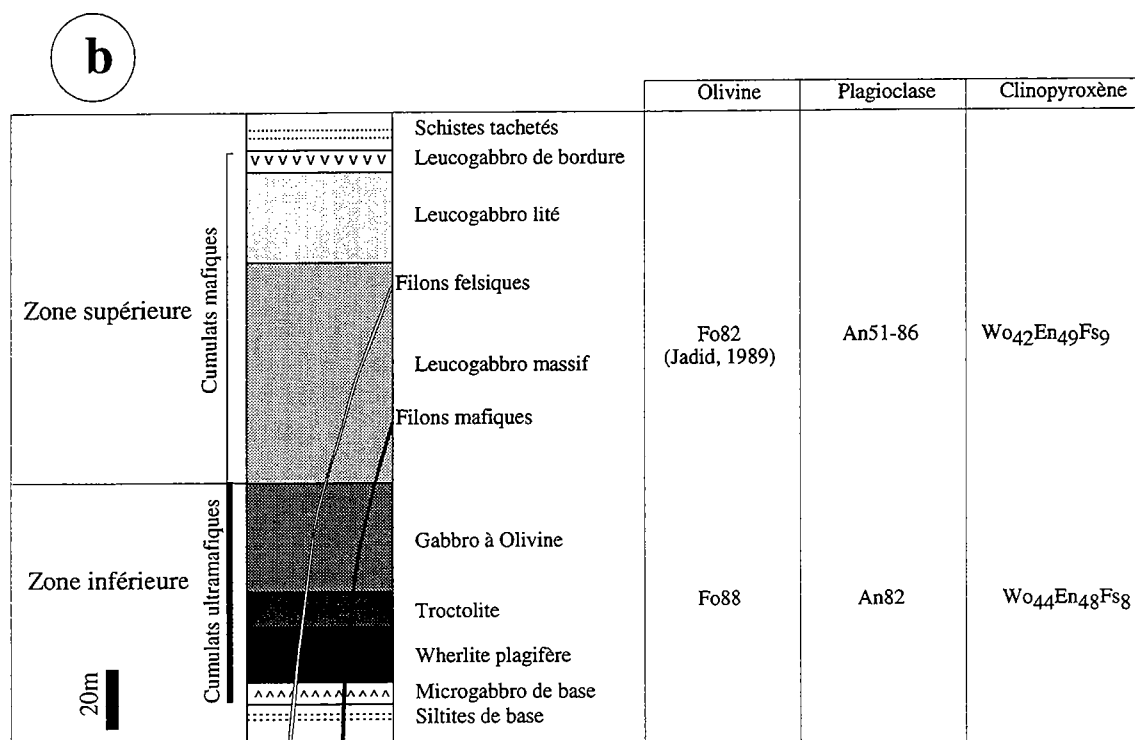 b
Olivine Plagioclase Clinopyroxène
Schistes tachetés
Leucogabbro de bordure
Leucogabbro lité
Filons felsiques
Zone supérieure
Cumulats mafiques
Leucogabbro massif
Fo82
(Jadid, 1989)
An51-86
Wo42En49Fs9
Filons mafiques
Gabbro à Olivine
Zone inférieure
Cumulats ultramafiques
Troctolite
Fo88
An82
Wo44En48Fs8
Wherlite plagifère
Microgabbro de base
Siltites de base
20m